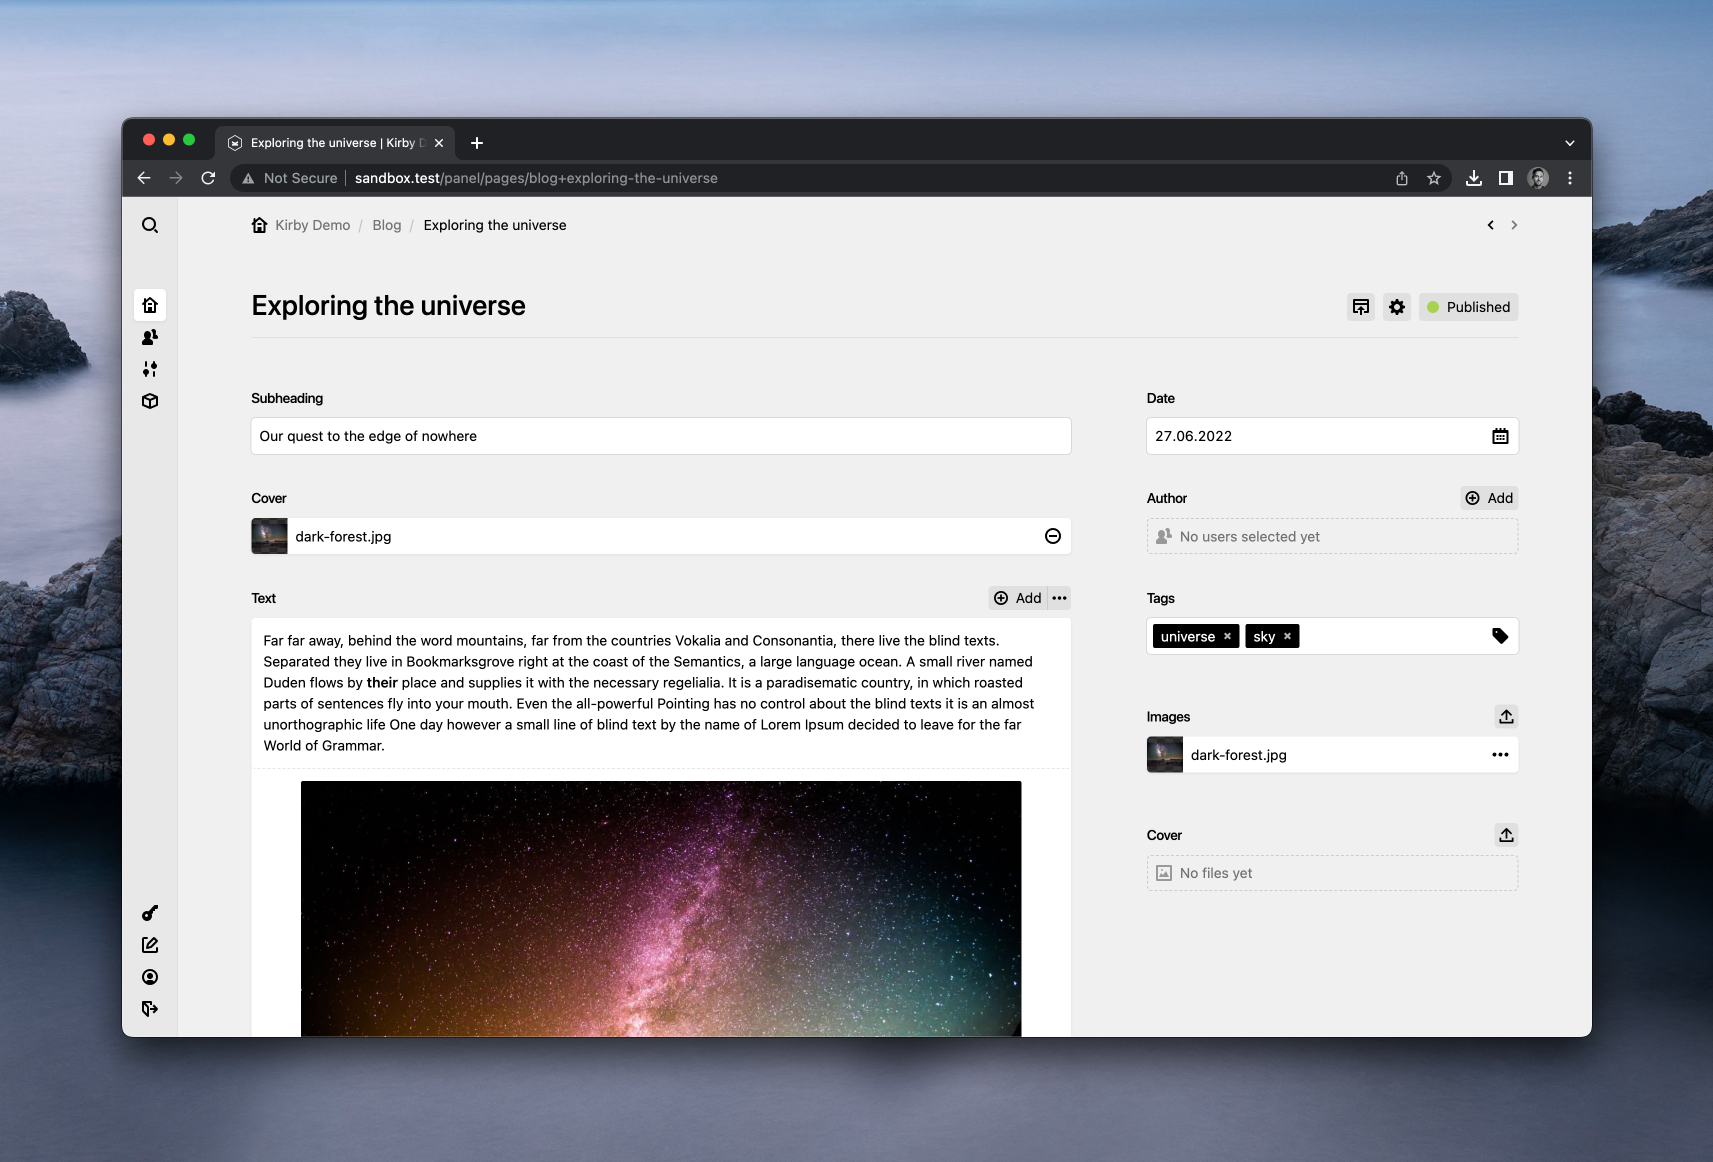 Exploring the universe | Kirby D
Not Secure sandbox.test/panel/pages/blog+exploring-the-universe
Kirby Demo / Blog / Exploring the universe
Exploring the universe
Published
Subheading
Our quest to the edge of nowhere
Date
27.06.2022
Cover
dark-forest.jpg
Author
Add
No users selected yet
Text
Add
Far far away, behind the word mountains, far from the countries Vokalia and Consonantia, there live the blind texts.
Separated they live in Bookmarksgrove right at the coast of the Semantics, a large language ocean. A small river named
Duden flows by their place and supplies it with the necessary regelialia. It is a paradisematic country, in which roasted
parts of sentences fly into your mouth. Even the all-powerful Pointing has no control about the blind texts it is an almost
unorthographic life One day however a small line of blind text by the name of Lorem Ipsum decided to leave for the far
World of Grammar.
Tags
universe × sky ×
Images
dark-forest.jpg
Cover
No files yet